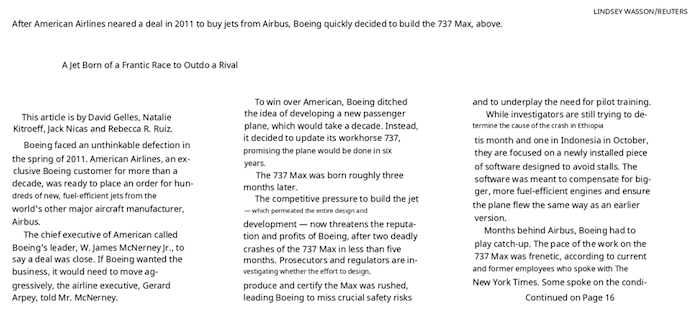 LINDSEY WASSON/REUTERS
After American Airlines neared a deal in 2011 to buy jets from Airbus, Boeing quickly decided to build the 737 Max, above.
A Jet Born of a Frantic Race to Outdo a Rival
This article is by David Gelles, Natalie
Kitroeff, Jack Nicas and Rebecca R. Ruiz.
Boeing faced an unthinkable defection in
the spring of 2011. American Airlines, an ex-
clusive Boeing customer for more than a
decade, was ready to place an order for hun-
dreds of new, fuel-efficient jets from the
world's other major aircraft manufacturer,
Airbus.
The chief executive of American called
Boeing's leader, W. James McNerney Jr., to
say a deal was close. If Boeing wanted the
business, it would need to move ag-
gressively, the airline executive, Gerard
Arpey, told Mr. McNerney.
To win over American, Boeing ditched
the idea of developing a new passenger
plane, which would take a decade. Instead,
it decided to update its workhorse 737,
promising the plane would be done in six
years.
The 737 Max was born roughly three
months later.
The competitive pressure to build the jet
— which permeated the entire design and
development — now threatens the reputa-
tion and profits of Boeing, after two deadly
crashes of the 737 Max in less than five
months. Prosecutors and regulators are in-
vestigating whether the effort to design,
produce and certify the Max was rushed,
leading Boeing to miss crucial safety risks
and to underplay the need for pilot training.
While investigators are still trying to de-
termine the cause of the crash in Ethiopia
tis month and one in Indonesia in October,
they are focused on a newly installed piece
of software designed to avoid stalls. The
software was meant to compensate for big-
ger, more fuel-efficient engines and ensure
the plane flew the same way as an earlier
version.
Months behind Airbus, Boeing had to
play catch-up. The pace of the work on the
737 Max was frenetic, according to current
and former employees who spoke with The
New York Times. Some spoke on the condi-
Continued on Page 16